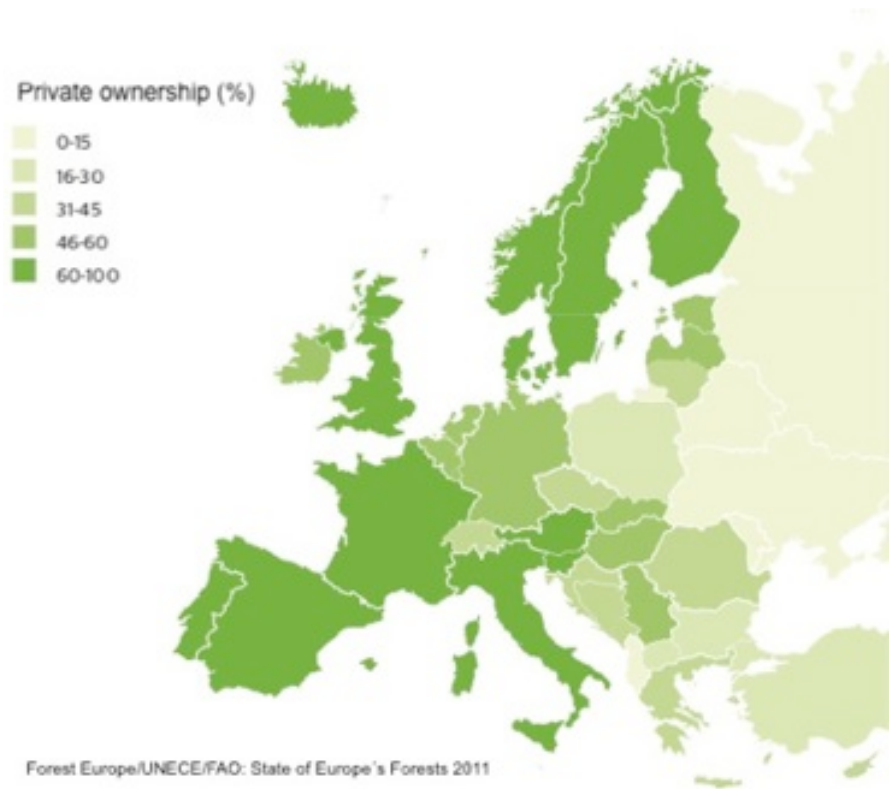 Private ownership (%)
0-15
16-30
31-45
46-60
60-100
Forest Europe/UNECE/FAO: State of Europe`s Forests 2011